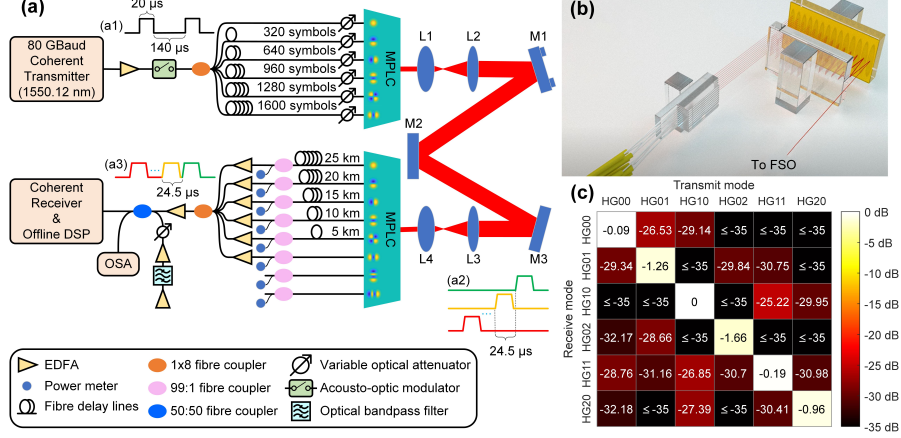 (a)
20 µs
(a1)
140 µs
80 GBaud
Coherent
Transmitter
(1550.12 nm)
320 symbols
640 symbols
960 symbols
1280 symbols
1600 symbols
MPLC
L1
L2
M1
M2
(a3)
24.5 µs
Coherent
Receiver
&
Offline DSP
OSA
25 km
20 km
15 km
10 km
5 km
MPLC
L4
L3
M3
(a2)
24.5 µs
EDFA
Power meter
Fibre delay lines
1x8 fibre coupler
99:1 fibre coupler
50:50 fibre coupler
Variable optical attenuator
Acousto-optic modulator
Optical bandpass filter
(b)
To FSO
(c)
Transmit mode
HG00 HG01 HG10 HG02 HG11 HG20
Receive mode
HG00 -0.09 -26.53 -29.14 ≤ -35 ≤ -35 ≤ -35
HG01 -29.34 -1.26 ≤ -35 -29.84 -30.75 ≤ -35
HG10 ≤ -35 ≤ -35 0 ≤ -35 -25.22 -29.95
HG02 -32.17 -28.66 ≤ -35 -1.66 ≤ -35 ≤ -35
HG11 -28.76 -31.16 -26.85 -30.7 -0.19 -30.98
HG20 -32.18 ≤ -35 -27.39 ≤ -35 -30.41 -0.96
0 dB
-5 dB
-10 dB
-15 dB
-20 dB
-25 dB
-30 dB
-35 dB